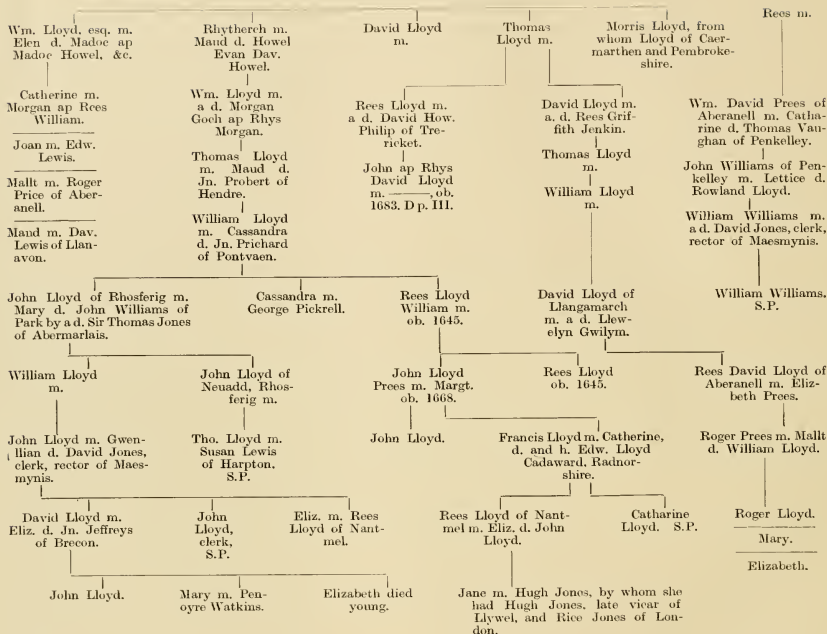 Wm. Lloyd, esq. m.
Elen d. Madoc ap
Madoc Howel, &c.
Rhytherch m.
Maud d. Howel
Evan Dav.
Howel.
David Lloyd
m.
Thomas
Lloyd m.
Morris Lloyd, from
whom Lloyd of Caer-
marthen and Pembroke-
shire.
Rees m.
Catherine m.
Morgan ap Rees
William.
Joan m. Edw.
Lewis.
Mallt m. Roger
Price of Aber-
anell.
Maud m. Dav.
Lewis of Llan-
avon.
Wm. Lloyd m.
a d. Morgan
Goch ap Rhys
Morgan.
Thomas Lloyd
m. Maud d.
Jn. Probert of
Hendre.
William Lloyd
m. Cassandra
d. Jn. Prichard
of Pontvaen.
Rees Lloyd m.
a d. David How.
Philip of Tre-
ricket.
John ap Rhys
David Lloyd
m. ———, ob.
1683. D p. III.
David Lloyd m.
a. d. Rees Grif-
fith Jenkin.
Thomas Lloyd
m.
William Lloyd
m.
Wm. David Prees of
Aberanell m. Catha-
rine d. Thomas Vau-
ghan of Penkelley.
John Williams of Pen-
kelley m. Lettice d.
Rowland Lloyd.
William Williams m.
a d. David Jones, clerk,
rector of Maesmynis.
John Lloyd of Rhosferig m.
Mary d. John Williams of
Park by a d. Sir Thomas Jones
of Abermarlais.
Cassandra m.
George Pickrell.
Rees Lloyd
William m.
ob. 1645.
David Lloyd of
Llangamarch
m. a d. Llew-
elyn Gwilym.
William Williams.
S.P.
William Lloyd
m.
John Lloyd of
Neuadd, Rhos-
ferig m.
John Lloyd
Prees m. Margt.
ob. 1668.
Rees Lloyd
ob. 1645.
Rees David Lloyd of
Aberanell m. Eliz-
beth Prees.
John Lloyd m. Gwen-
llian d. David Jones,
clerk, rector of Maes-
mynis.
Tho. Lloyd m.
Susan Lewis
of Harpton.
S.P.
John Lloyd.
Francis Lloyd m. Catherine,
d. and h. Edw. Lloyd
Cadaward, Radnor-
shire.
Roger Prees m. Mallt
d. William Lloyd.
David Lloyd m.
Eliz. d. Jn. Jeffreys
of Brecon.
John
Lloyd,
clerk,
S.P.
Eliz. m. Rees
Lloyd of Nant-
mel.
Rees Lloyd of Nant-
mel m. Eliz. d. John
Lloyd.
Catharine
Lloyd. S.P.
Roger Lloyd.
Mary.
Elizabeth.
John Lloyd.
Mary m. Pen-
oyre Watkins.
Elizabeth died
young.
Jane m. Hugh Jones, by whom she
had Hugh Jones, late vicar of
Llywel, and Rice Jones of Lon-
don.